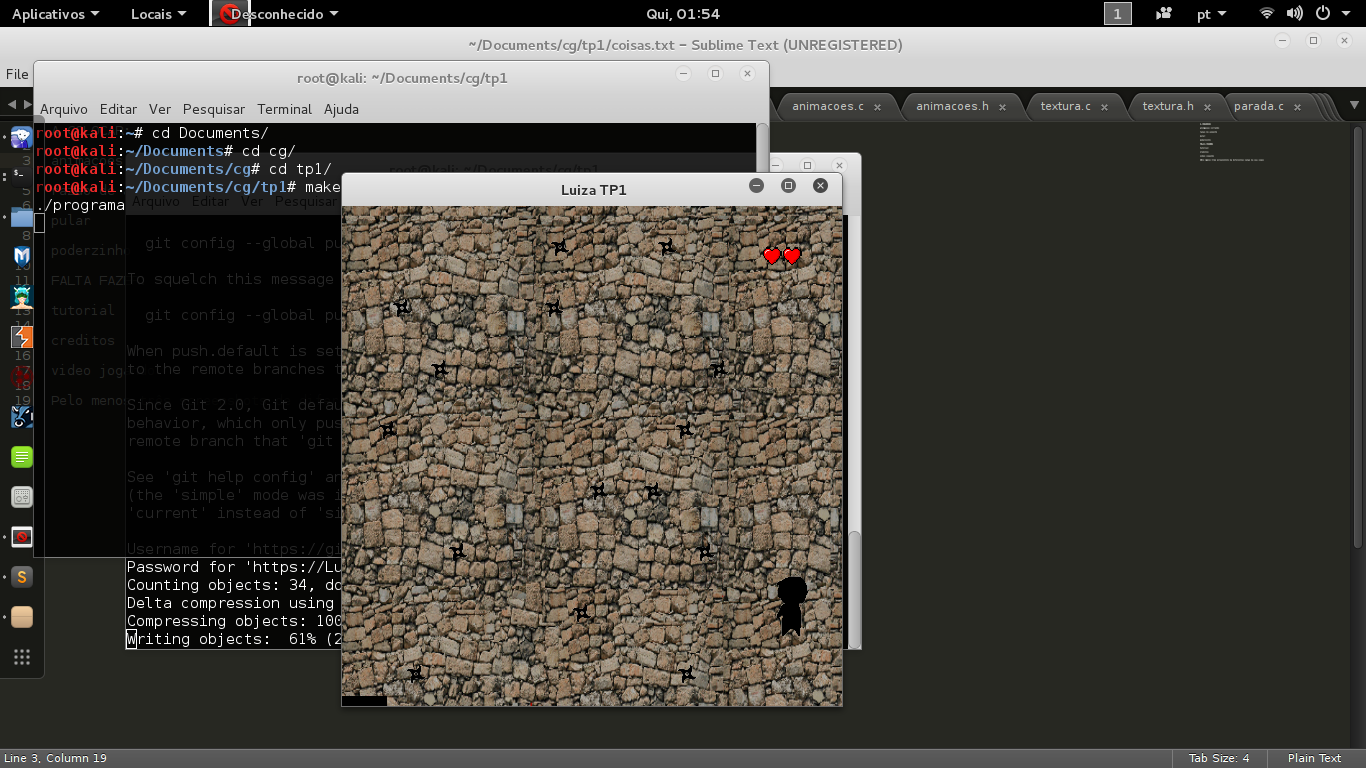 Aplicativos Locais Desconhecido Qui, 01:54 1 pt
~/Documents/cg/tp1/coisas.txt – Sublime Text (UNREGISTERED)
File
root@kali: ~/Documents/cg/tp1
Arquivo Editar Ver Pesquisar Terminal Ajuda
animacoes.c animacoes.h textura.c textura.h parada.c
root@kali:~# cd Documents/
root@kali:~/Documents# cd cg/
root@kali:~/Documents/cg# cd tp1/
root@kali:~/Documents/cg/tp1# make
./programa
root@kali: ~/Documents/cg/tp1
Arquivo Editar Ver Pesquisar
Luiza TP1
pular
poderzinho
FALTA FAZ
tutorial
creditos
video jog
Pelo meno
git config --global pu
To squelch this message
git config --global pu
When push.default is set
to the remote branches t
Since Git 2.0, Git defau
behavior, which only pus
remote branch that 'git
See 'git help config' an
(the 'simple' mode was i
'current' instead of 'si
Username for 'https://gi
Password for 'https://Lu
Counting objects: 34, do
Delta compression using
Compressing objects: 100
Writing objects:  61% (2
Line 3, Column 19 Tab Size: 4 Plain Text